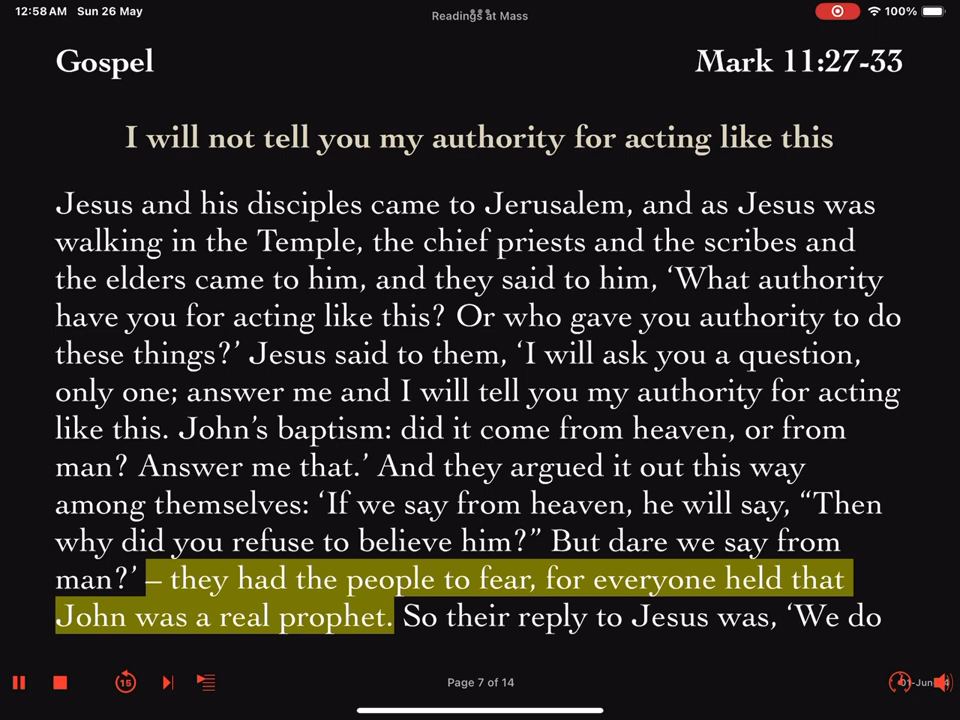 12:58 AM Sun 26 May
Readings at Mass
100%
Gospel Mark 11:27-33
I will not tell you my authority for acting like this
Jesus and his disciples came to Jerusalem, and as Jesus was
walking in the Temple, the chief priests and the scribes and
the elders came to him, and they said to him, ‘What authority
have you for acting like this? Or who gave you authority to do
these things?’ Jesus said to them, ‘I will ask you a question,
only one; answer me and I will tell you my authority for acting
like this. John’s baptism: did it come from heaven, or from
man? Answer me that.’ And they argued it out this way
among themselves: ‘If we say from heaven, he will say, “Then
why did you refuse to believe him?” But dare we say from
man?’ – they had the people to fear, for everyone held that
John was a real prophet. So their reply to Jesus was, ‘We do
15
Page 7 of 14